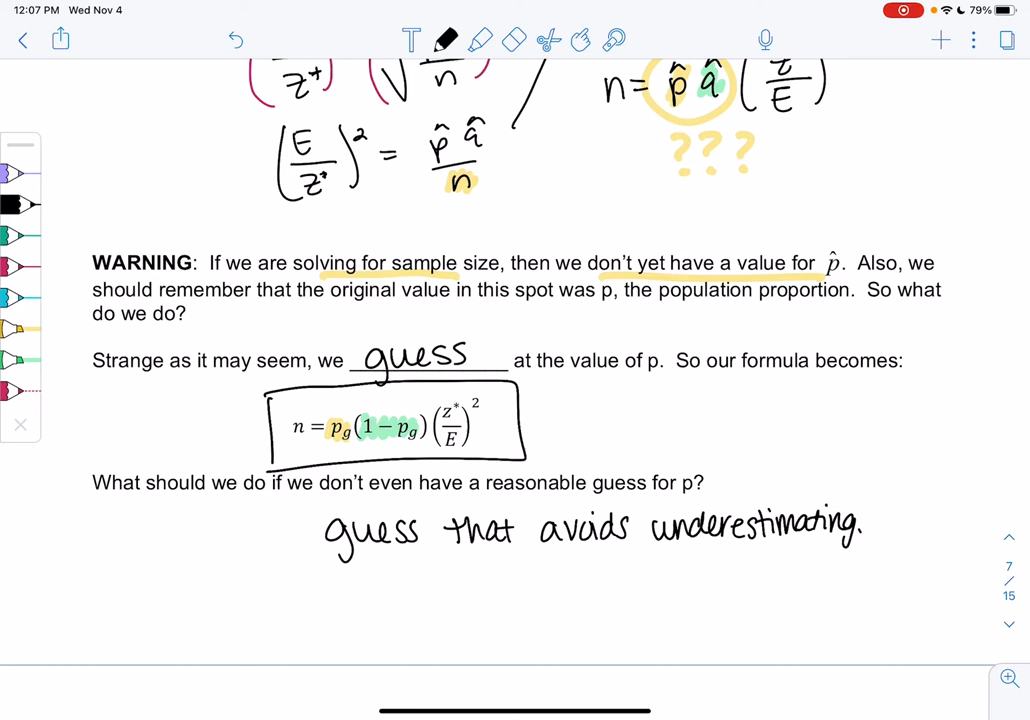 12:07 PM Wed Nov 4
79%
z* n
n = p̂ q̂ ( z / E )
(E / z*)² = p̂ q̂ / n
? ? ?
WARNING: If we are solving for sample size, then we don't yet have a value for p̂. Also, we
should remember that the original value in this spot was p, the population proportion. So what
do we do?
Strange as it may seem, we guess at the value of p. So our formula becomes:
n = p_g(1 − p_g)(z*/E)²
What should we do if we don't even have a reasonable guess for p?
guess that avoids underestimating.
7
/
15